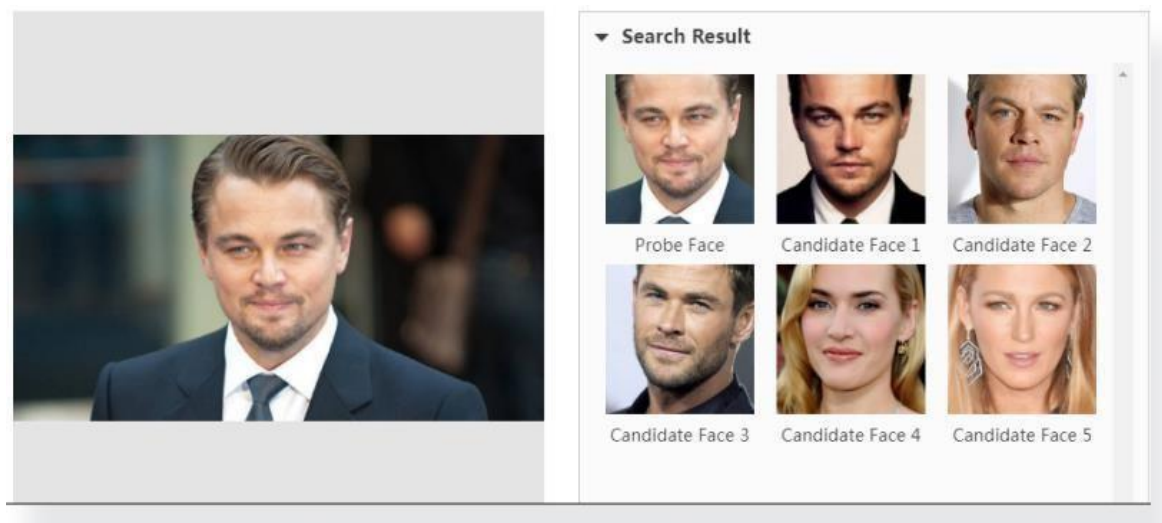 Search Result
Probe Face Candidate Face 1 Candidate Face 2
Candidate Face 3 Candidate Face 4 Candidate Face 5